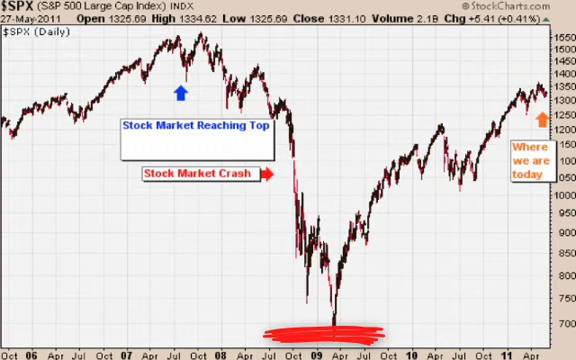 $SPX (S&P 500 Large Cap Index) INDX
© StockCharts.com
27-May-2011 Open 1325.69 High 1334.62 Low 1325.69 Close 1331.10 Volume 2.1B Chg +5.41 (+0.41%)
$SPX (Daily)
1550
1500
1450
1400
1350
1300
1250
1200
1150
1100
1050
1000
950
900
850
800
750
700
Stock Market Reaching Top
Stock Market Crash
Where
we are
today
Oct 06 Apr Jul Oct 07 Apr Jul Oct 08 Apr Jul Oct 09 Apr Jul Oct 10 Apr Jul Oct 11 Apr